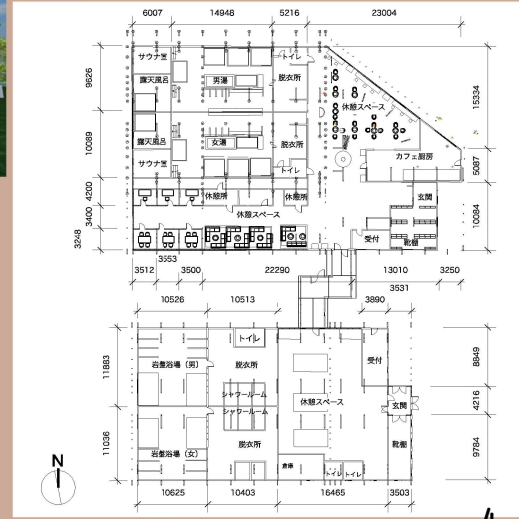 6007 14948 5216 23004
サウナ室
トイレ
露天風呂
男湯
脱衣所
休憩スペース
9626
15334
10089
露天風呂
女湯
脱衣所
カフェ厨房
サウナ室
トイレ
5087
4200
休憩所
休憩所
玄関
3400
休憩スペース
10084
3248
受付
靴棚
3553
3512 3500 22290 13010 3250
3531
10526 10513 3890
トイレ
11883
岩盤浴場（男）
脱衣所
受付
8849
シャワールーム
休憩スペース
玄関
4216
シャワールーム
11036
脱衣所
靴棚
9784
岩盤浴場（女）
倉庫
トイレ トイレ
N
10625 10403 16465 3503
4